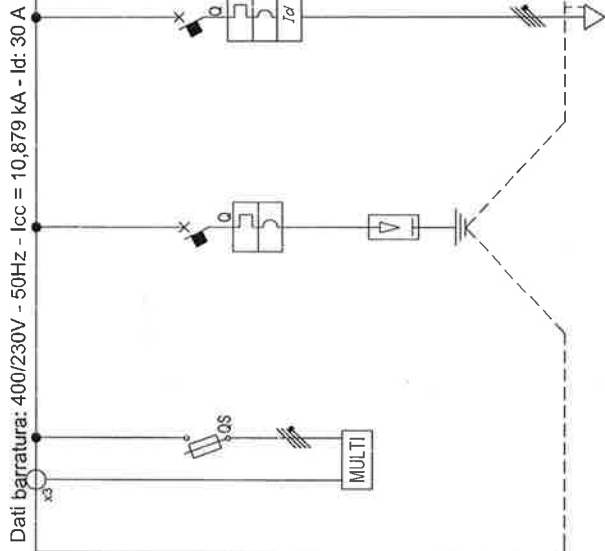 Dati barratura: 400/230V - 50Hz - Icc = 10,879 kA - Id: 30 A
x3
QS
MULTI
Q
Q
Id